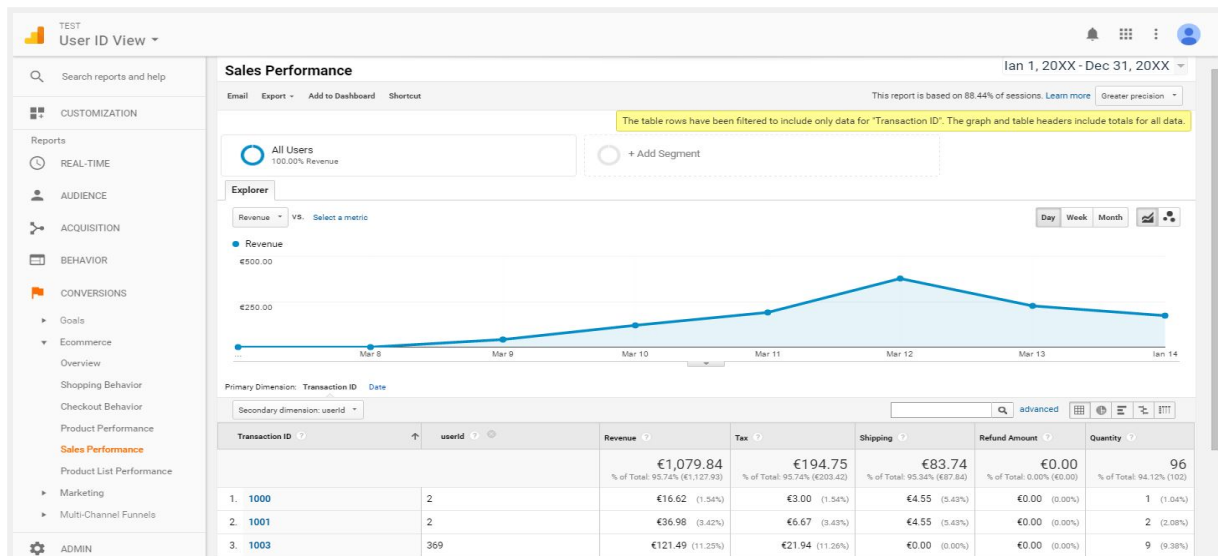 TEST
User ID View
Search reports and help
CUSTOMIZATION
Reports
REAL-TIME
AUDIENCE
ACQUISITION
BEHAVIOR
CONVERSIONS
Goals
Ecommerce
Overview
Shopping Behavior
Checkout Behavior
Product Performance
Sales Performance
Product List Performance
Marketing
Multi-Channel Funnels
ADMIN
Sales Performance
Ian 1, 20XX - Dec 31, 20XX
Email Export Add to Dashboard Shortcut
This report is based on 88.44% of sessions. Learn more Greater precision
The table rows have been filtered to include only data for "Transaction ID". The graph and table headers include totals for all data.
All Users
100.00% Revenue
+ Add Segment
Explorer
Revenue VS. Select a metric
Day Week Month
Revenue
€500.00
€250.00
... Mar 8 Mar 9 Mar 10 Mar 11 Mar 12 Mar 13 Ian 14
Primary Dimension: Transaction ID Date
Secondary dimension: userId
advanced
Transaction ID ? userId ? Revenue ? Tax ? Shipping ? Refund Amount ? Quantity ?
€1,079.84 €194.75 €83.74 €0.00 96
% of Total: 95.74% (€1,127.93) % of Total: 95.74% (€203.42) % of Total: 95.34% (€87.84) % of Total: 0.00% (€0.00) % of Total: 94.12% (102)
1. 1000 2 €16.62 (1.54%) €3.00 (1.54%) €4.55 (5.43%) €0.00 (0.00%) 1 (1.04%)
2. 1001 2 €36.98 (3.42%) €6.67 (3.43%) €4.55 (5.43%) €0.00 (0.00%) 2 (2.08%)
3. 1003 369 €121.49 (11.25%) €21.94 (11.26%) €0.00 (0.00%) €0.00 (0.00%) 9 (9.38%)